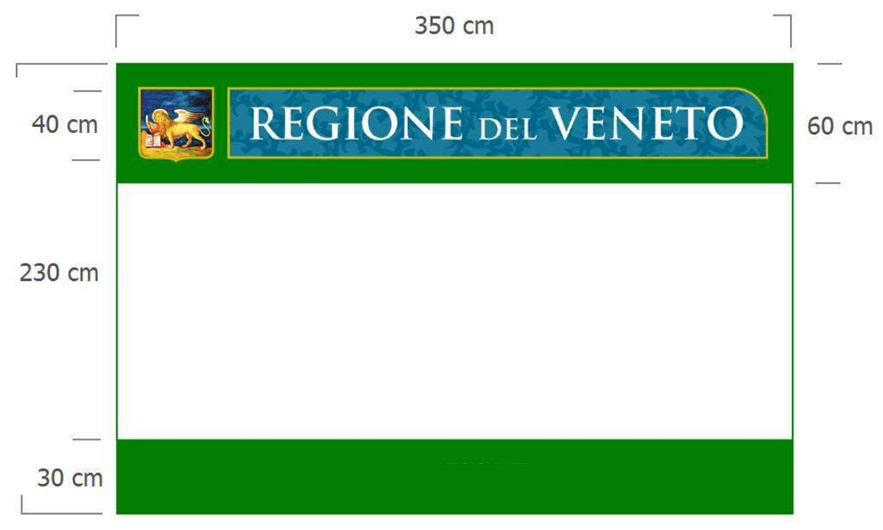 350 cm
40 cm
REGIONE DEL VENETO
60 cm
230 cm
30 cm